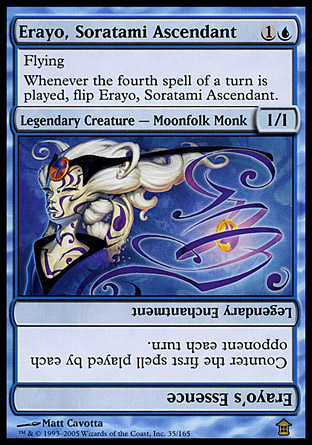 Erayo, Soratami Ascendant 1
Flying
Whenever the fourth spell of a turn is
played, flip Erayo, Soratami Ascendant.
Legendary Creature — Moonfolk Monk 1/1
Legendary Enchantment
Counter the first spell played by each
opponent each turn.
Erayo's Essence
Matt Cavotta
™ & © 1993–2005 Wizards of the Coast, Inc. 35/165